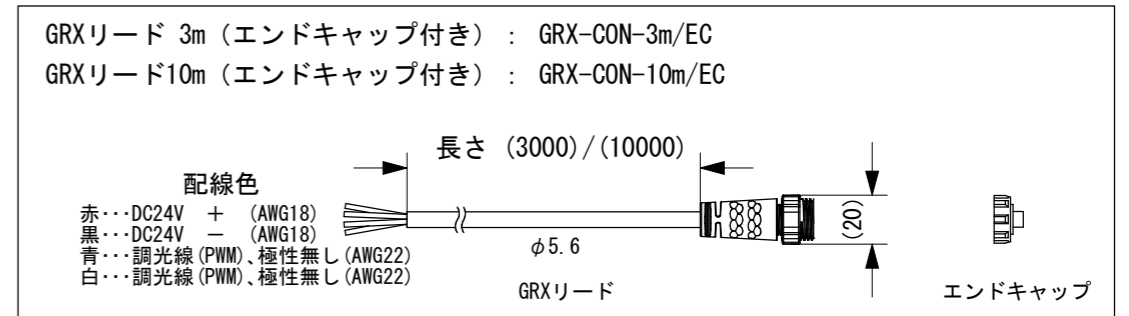 GRXリード 3m（エンドキャップ付き） : GRX-CON-3m/EC
GRXリード10m（エンドキャップ付き） : GRX-CON-10m/EC
長さ (3000)/(10000)
配線色
赤･･･DC24V ＋ (AWG18)
黒･･･DC24V － (AWG18)
青･･･調光線(PWM)､極性無し(AWG22)
白･･･調光線(PWM)､極性無し(AWG22)
φ5.6
(20)
GRXリード
エンドキャップ